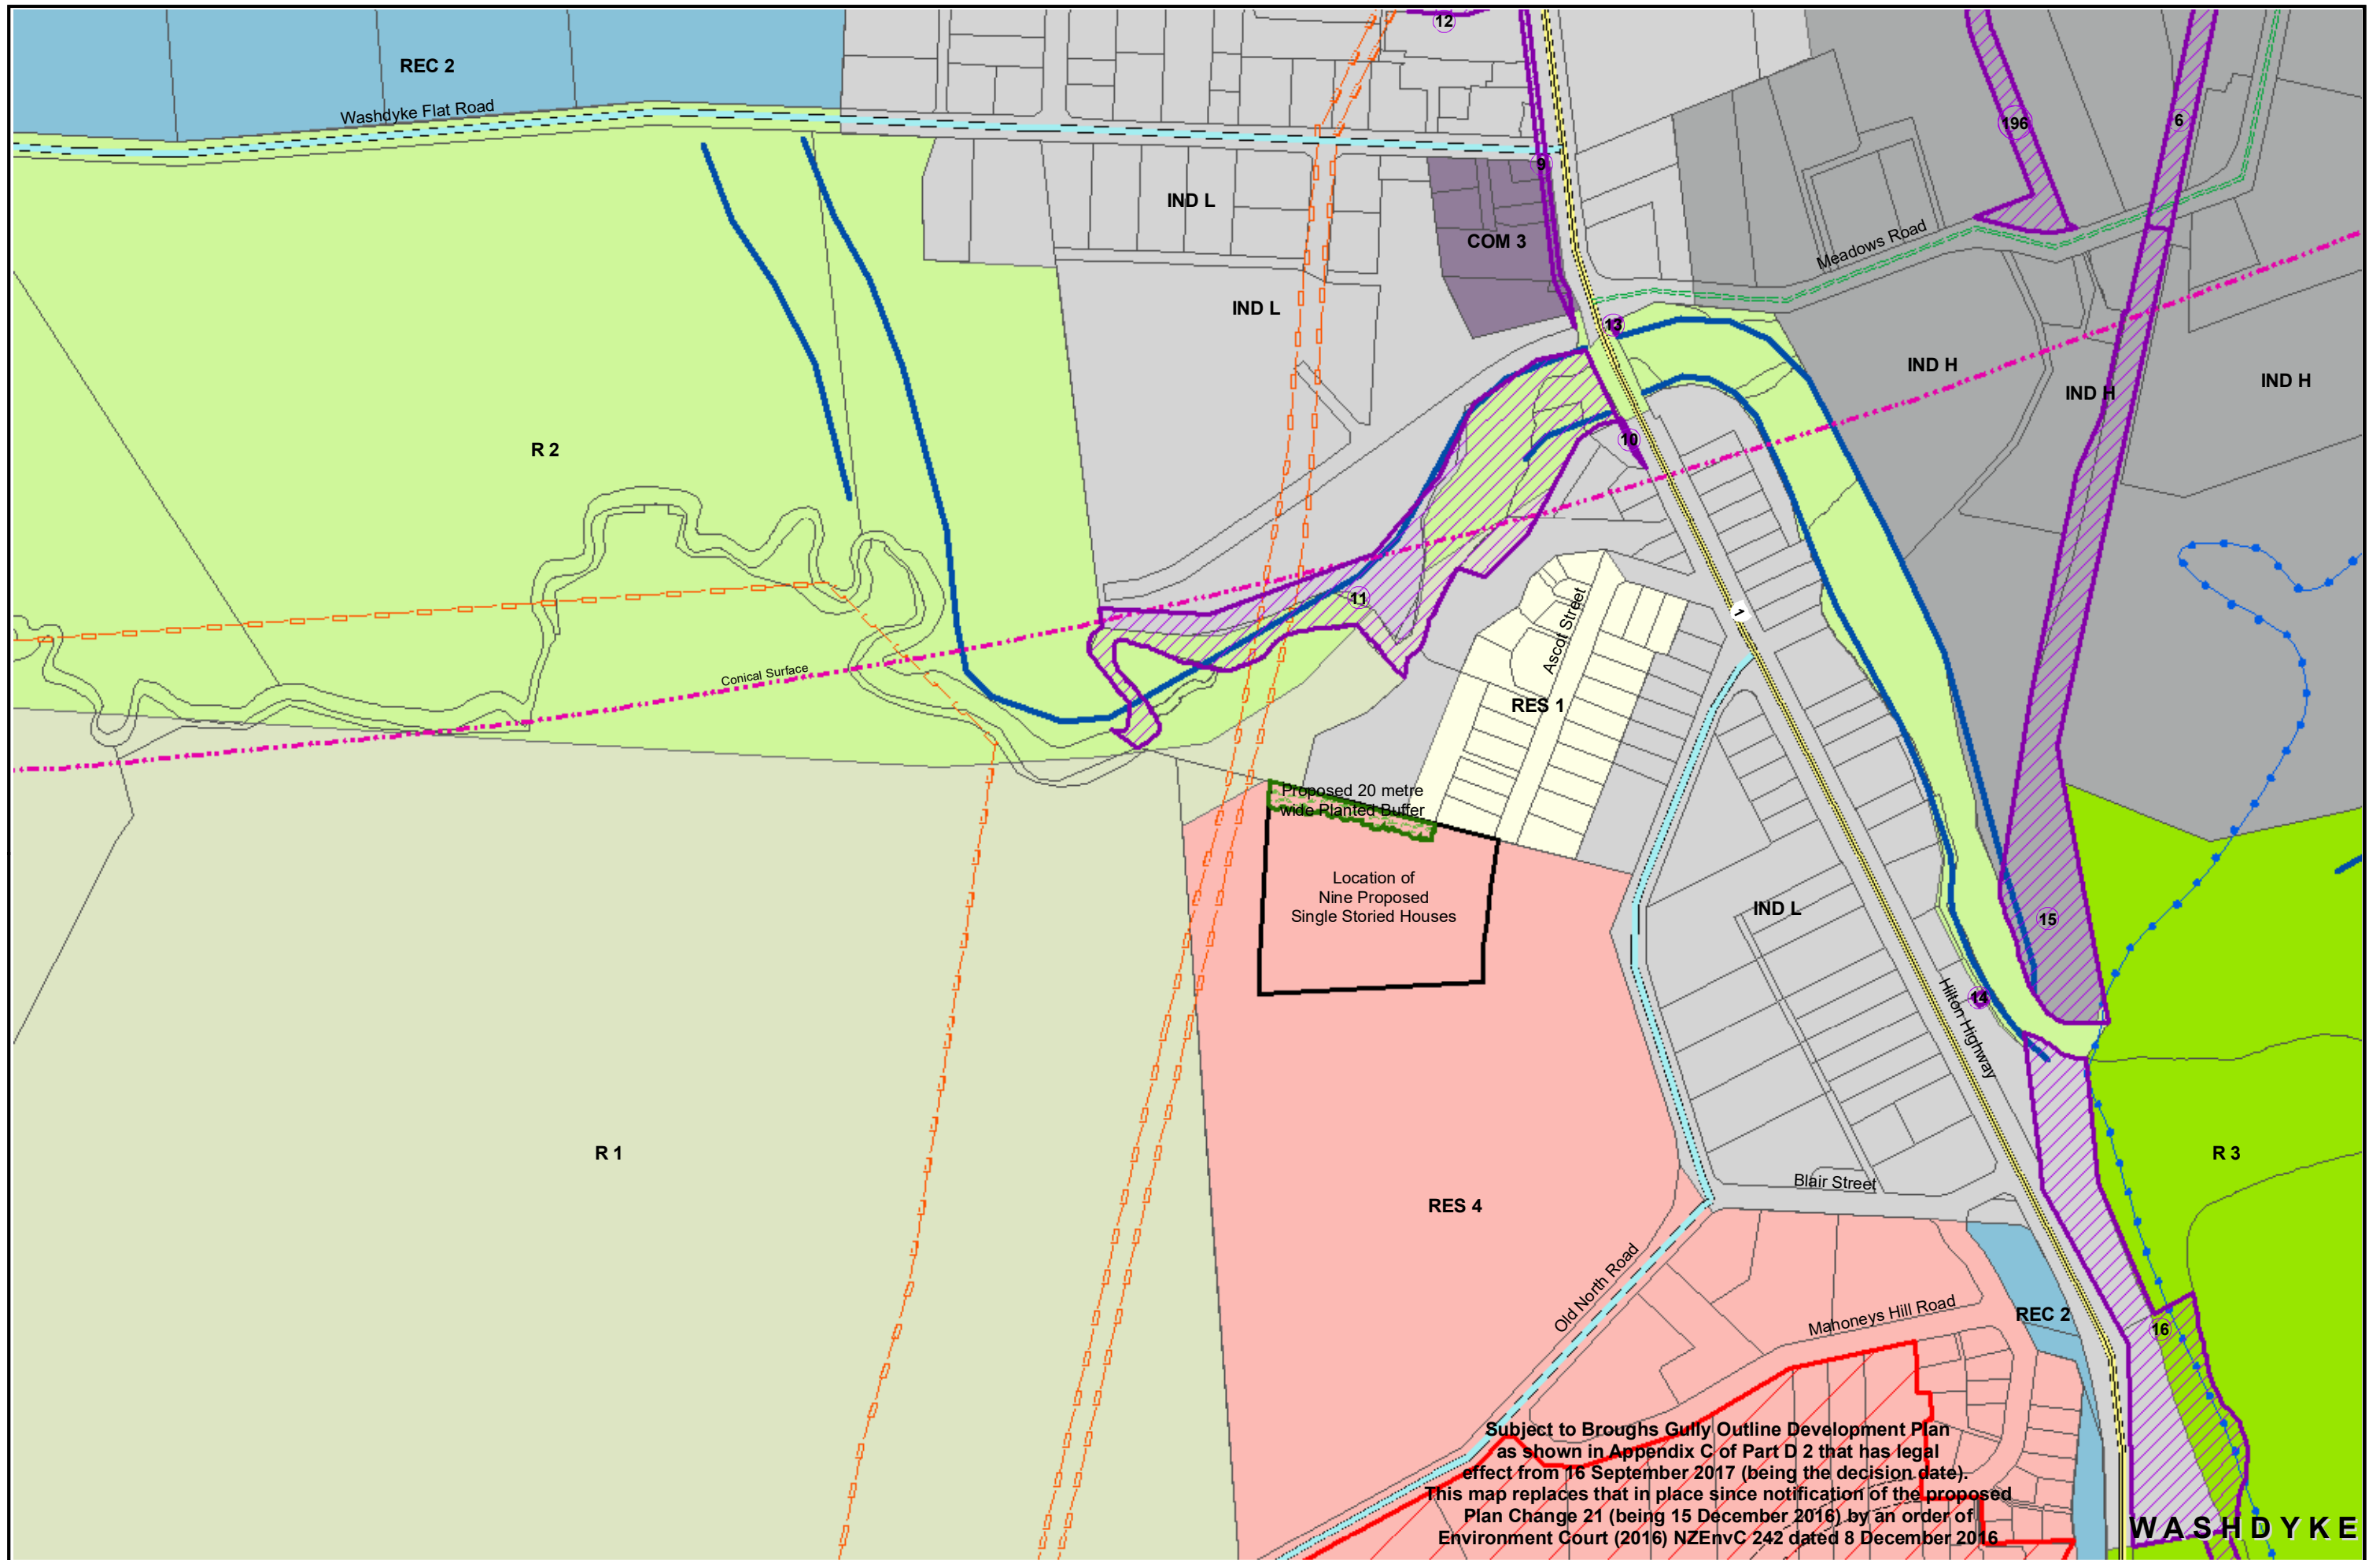 12
REC 2
Washdyke Flat Road
196
6
9
IND L
COM 3
Meadows Road
IND L
13
IND H
IND H
IND H
R 2
10
11
1
Ascot Street
Conical Surface
RES 1
Proposed 20 metre
wide Planted Buffer
Location of
Nine Proposed
Single Storied Houses
IND L
15
14
Hilton Highway
R 1
R 3
Blair Street
RES 4
Old North Road
Mahoneys Hill Road
REC 2
16
Subject to Broughs Gully Outline Development Plan
as shown in Appendix C of Part D 2 that has legal
effect from 16 September 2017 (being the decision date).
This map replaces that in place since notification of the proposed
Plan Change 21 (being 15 December 2016) by an order of
Environment Court (2016) NZEnvC 242 dated 8 December 2016
WASHDYKE